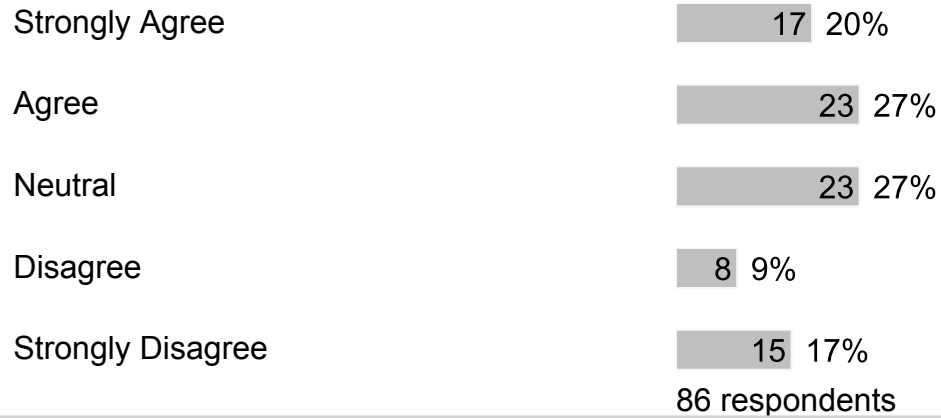 Strongly Agree 17 20%
Agree 23 27%
Neutral 23 27%
Disagree 8 9%
Strongly Disagree 15 17%
86 respondents